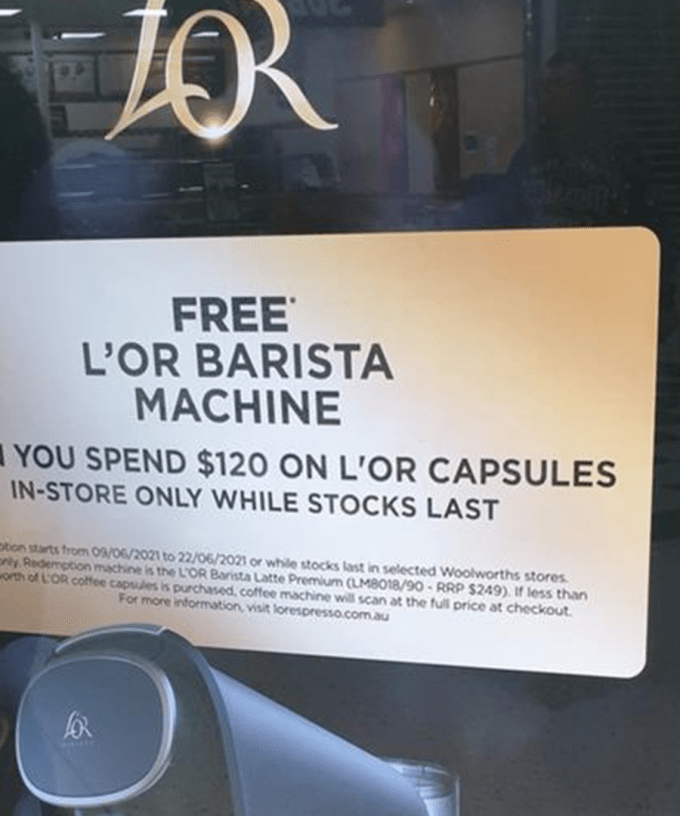 L'OR
FREE*
L'OR BARISTA
MACHINE
YOU SPEND $120 ON L'OR CAPSULES
IN-STORE ONLY WHILE STOCKS LAST
starts from 09/06/2021 to 22/06/2021 or while stocks last in selected Woolworths stores.
only. Redemption machine is the L'OR Barista Latte Premium (LM8018/90 - RRP $249). If less than
of L'OR coffee capsules is purchased, coffee machine will scan at the full price at checkout.
For more information, visit lorespresso.com.au
L'OR